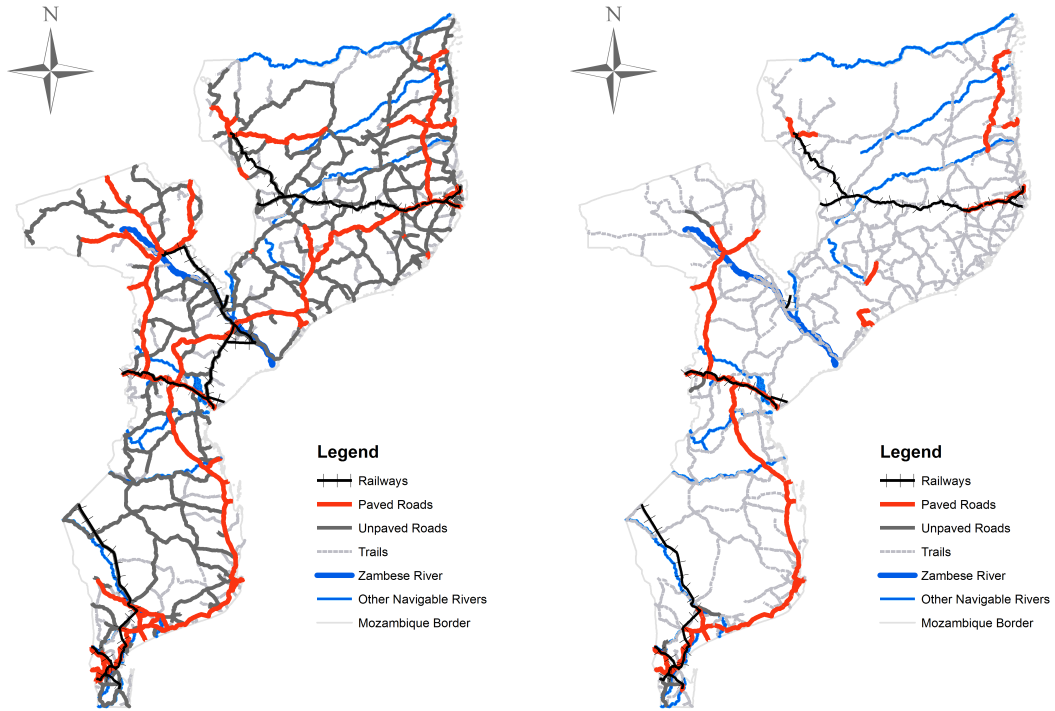 N
Legend
Railways
Paved Roads
Unpaved Roads
Trails
Zambese River
Other Navigable Rivers
Mozambique Border
N
Legend
Railways
Paved Roads
Unpaved Roads
Trails
Zambese River
Other Navigable Rivers
Mozambique Border